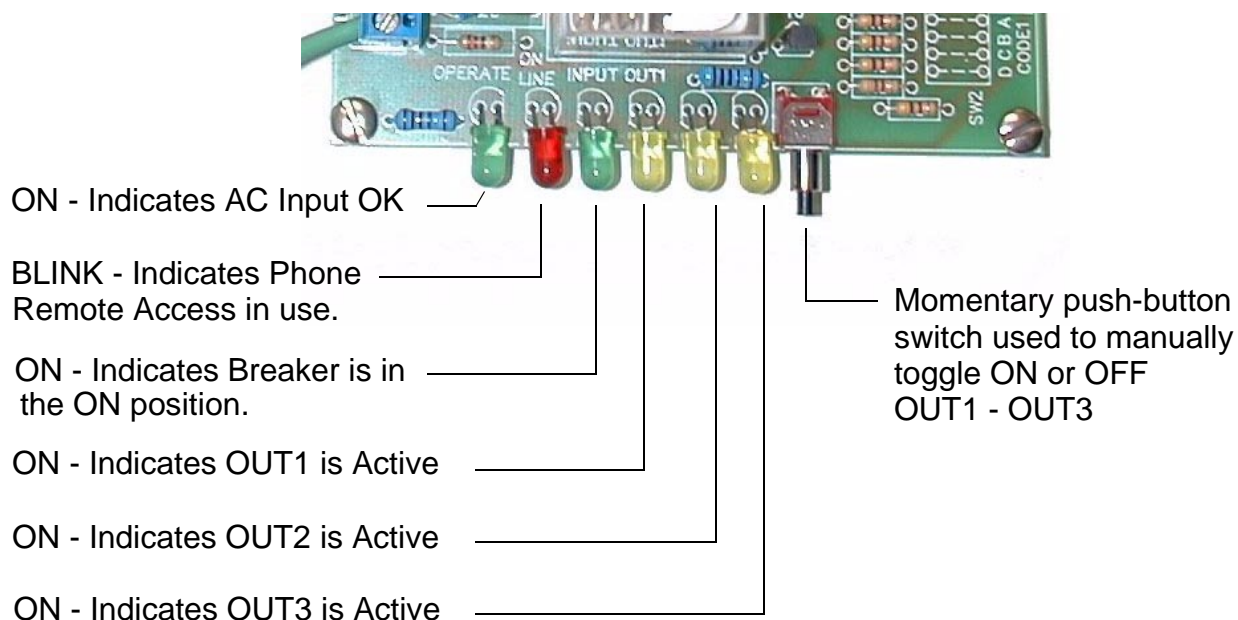 OPERATE
ON
LINE
INPUT OUT1
D C B A
CODE1
SW2
ON - Indicates AC Input OK
BLINK - Indicates Phone
Remote Access in use.
ON - Indicates Breaker is in
the ON position.
ON - Indicates OUT1 is Active
ON - Indicates OUT2 is Active
ON - Indicates OUT3 is Active
Momentary push-button
switch used to manually
toggle ON or OFF
OUT1 - OUT3